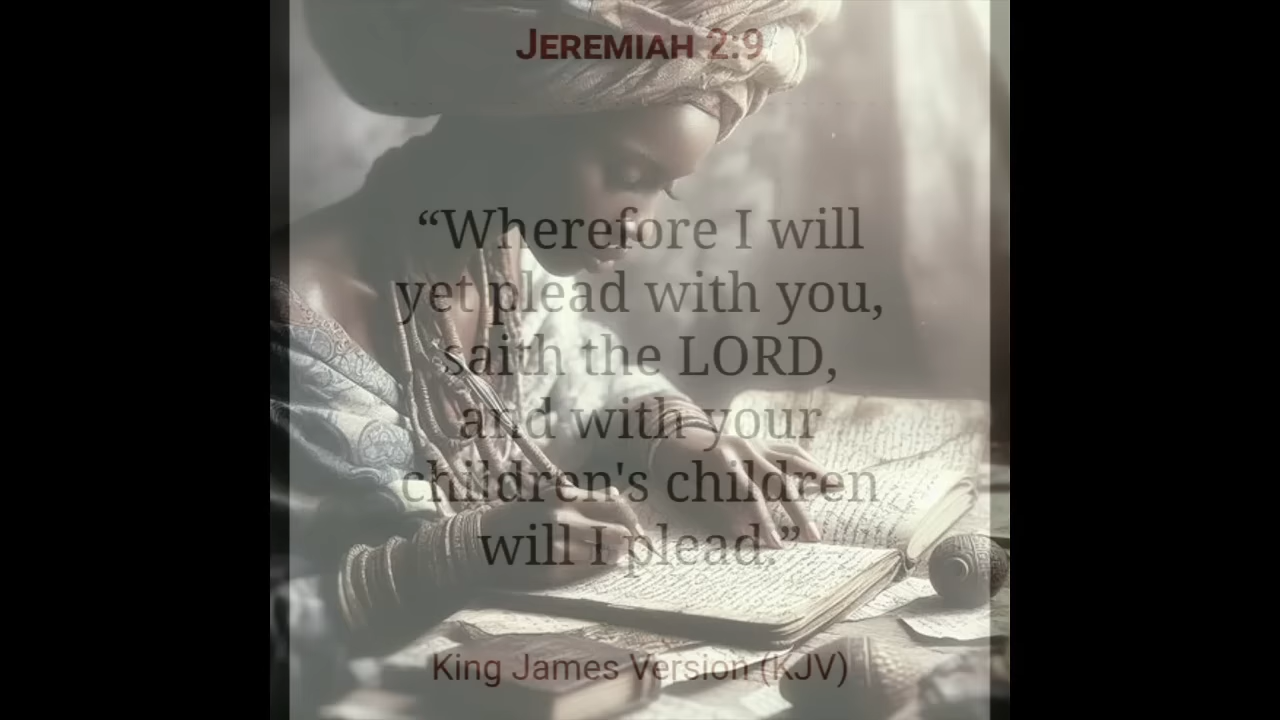 JEREMIAH 2:9
“Wherefore I will
yet plead with you,
saith the LORD,
and with your
children's children
will I plead.”
King James Version (KJV)